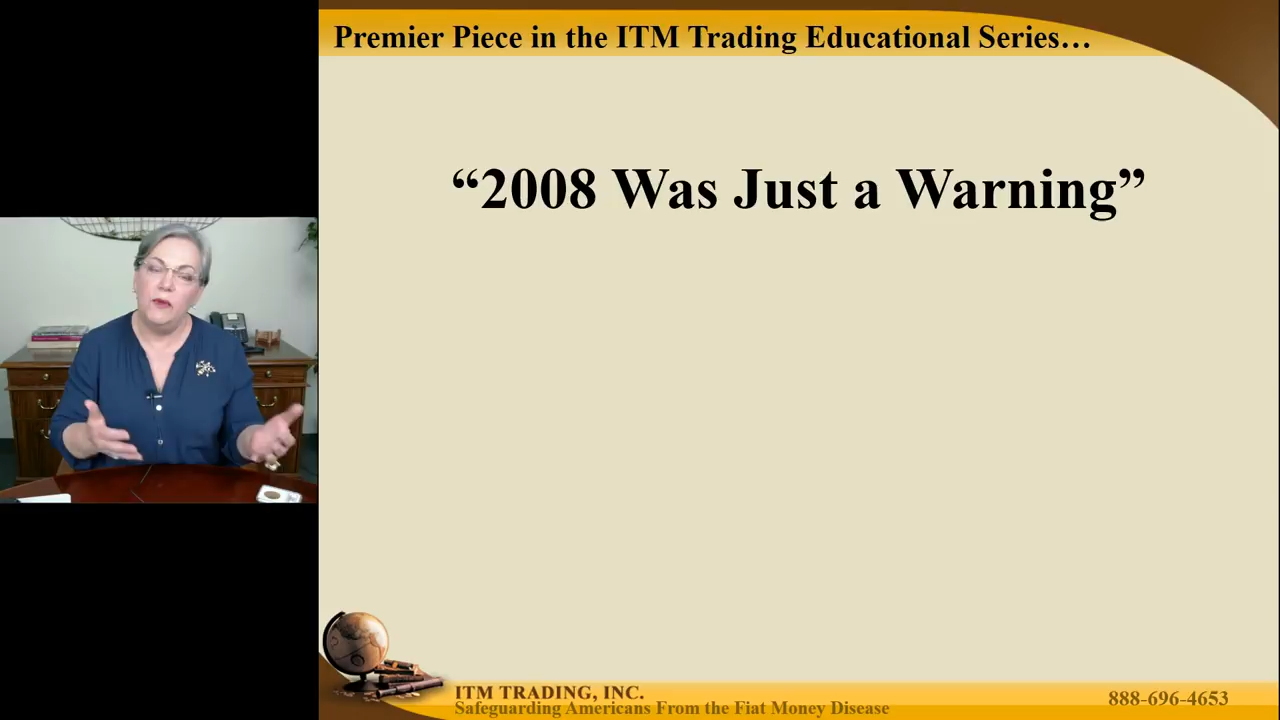 Premier Piece in the ITM Trading Educational Series…
“2008 Was Just a Warning”
ITM TRADING, INC.
Safeguarding Americans From the Fiat Money Disease
888-696-4653